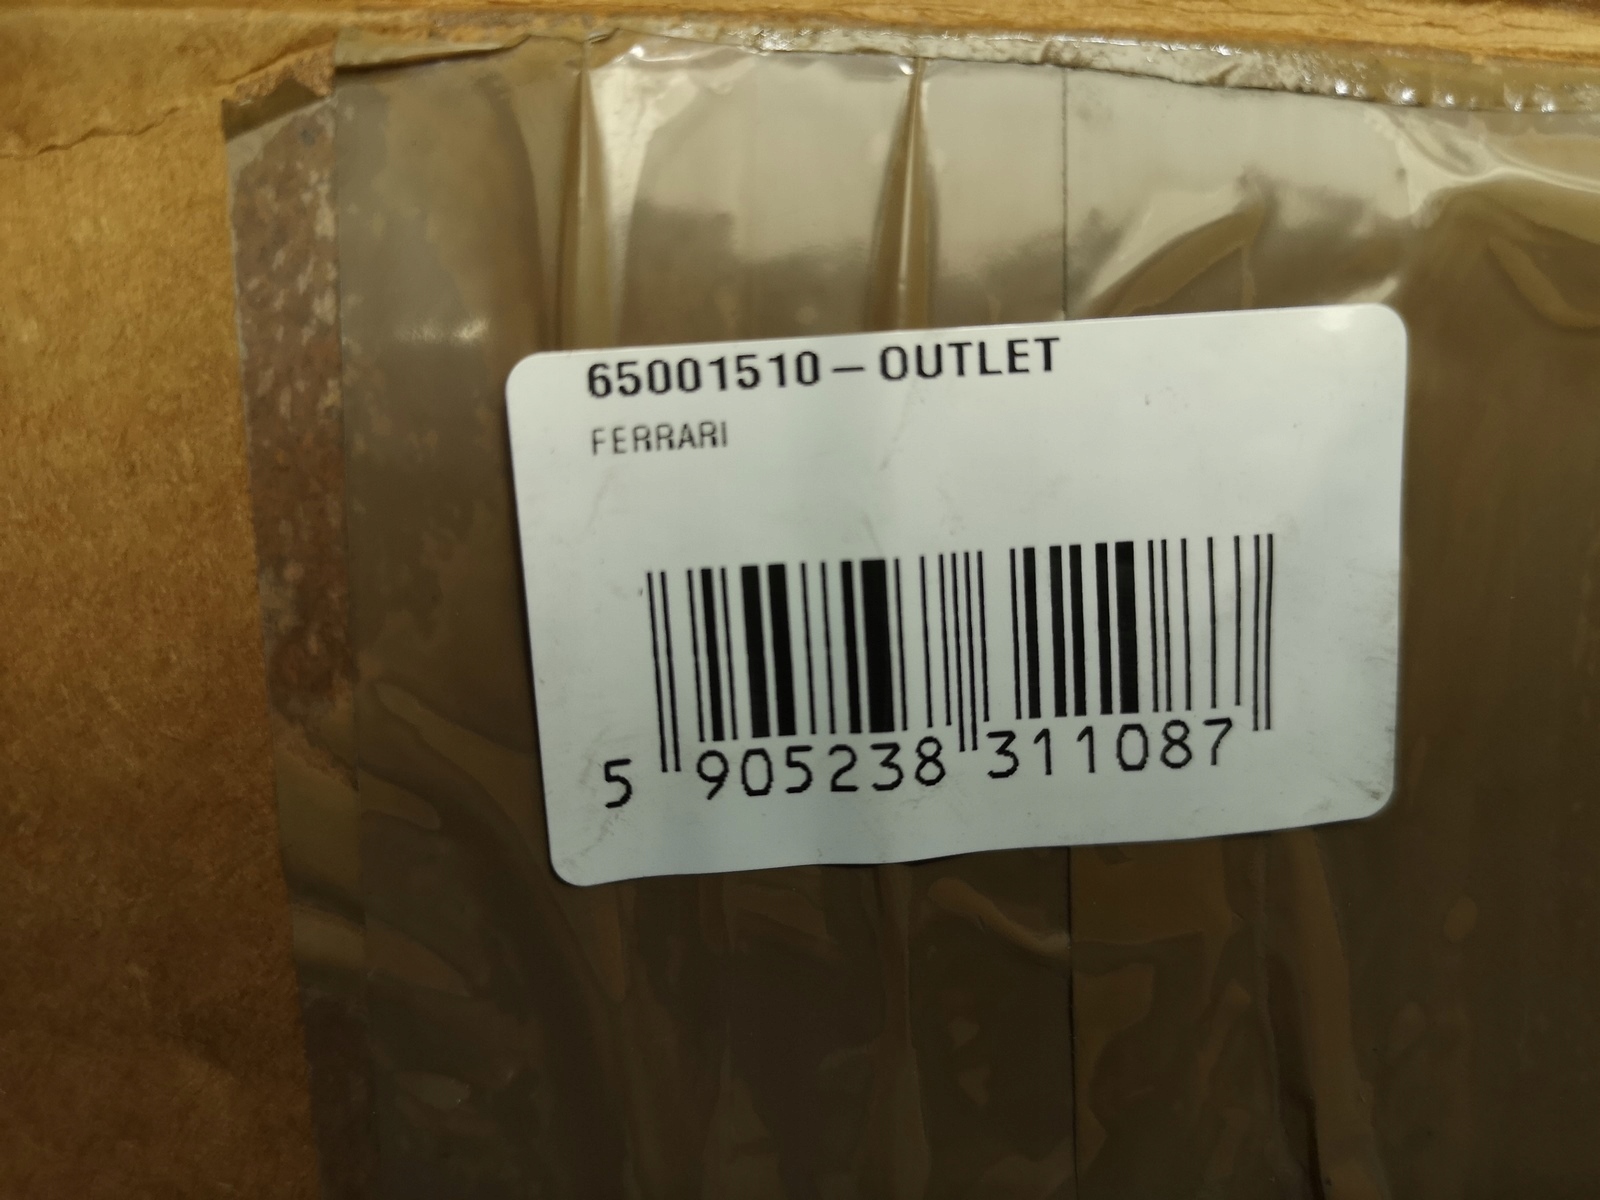 65001510 – OUTLET
FERRARI
5 905238 311087